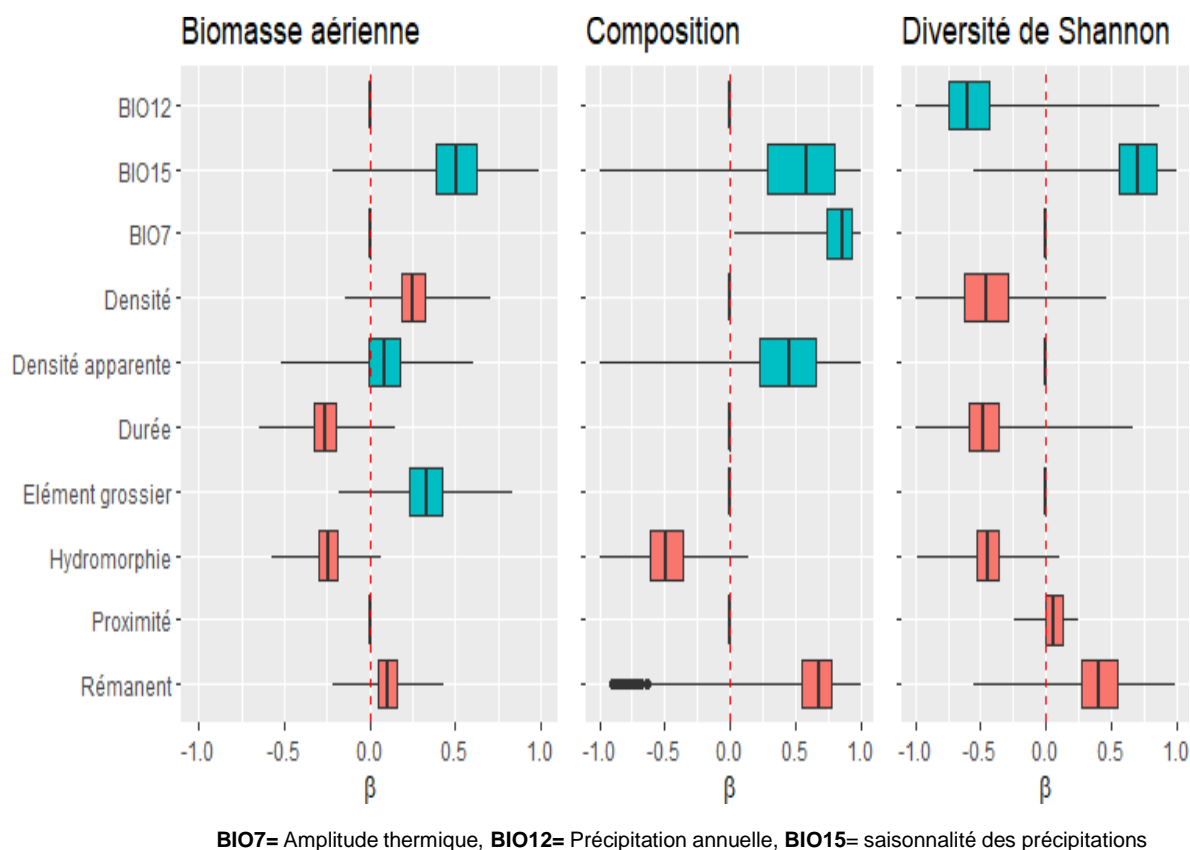 Biomasse aérienne Composition Diversité de Shannon
BIO12
BIO15
BIO7
Densité
Densité apparente
Durée
Elément grossier
Hydromorphie
Proximité
Rémanent
-1.0 -0.5 0.0 0.5 1.0 -1.0 -0.5 0.0 0.5 1.0 -1.0 -0.5 0.0 0.5 1.0
β β β
BIO7= Amplitude thermique, BIO12= Précipitation annuelle, BIO15= saisonnalité des précipitations